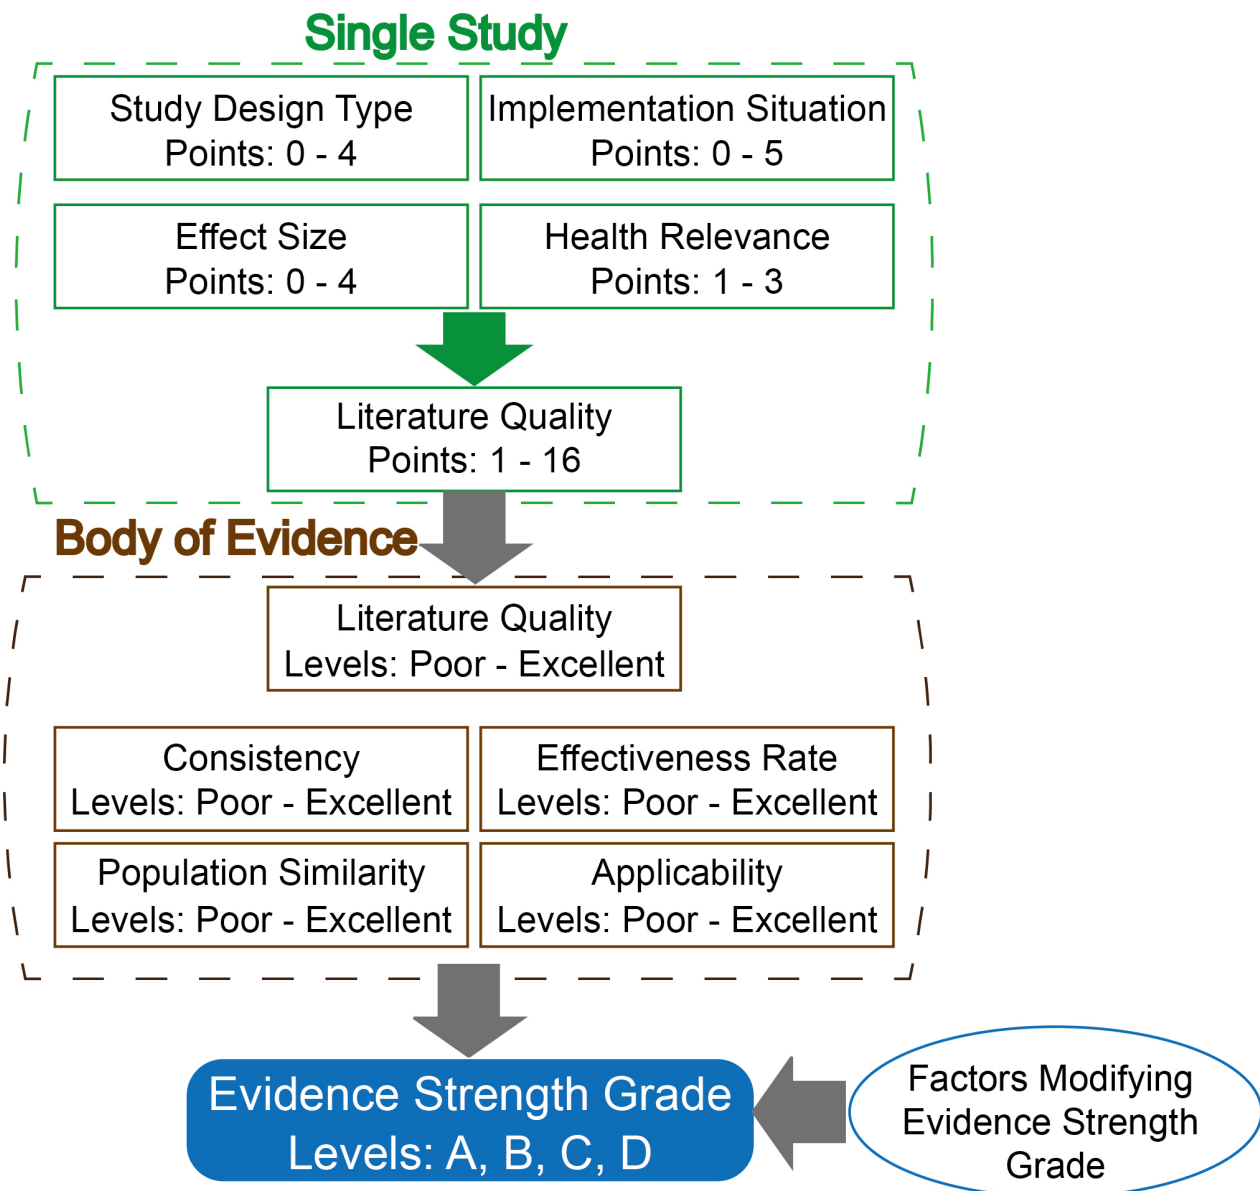 Single Study
Study Design Type
Points: 0 - 4
Implementation Situation
Points: 0 - 5
Effect Size
Points: 0 - 4
Health Relevance
Points: 1 - 3
Literature Quality
Points: 1 - 16
Body of Evidence
Literature Quality
Levels: Poor - Excellent
Consistency
Levels: Poor - Excellent
Effectiveness Rate
Levels: Poor - Excellent
Population Similarity
Levels: Poor - Excellent
Applicability
Levels: Poor - Excellent
Evidence Strength Grade
Levels: A, B, C, D
Factors Modifying
Evidence Strength
Grade